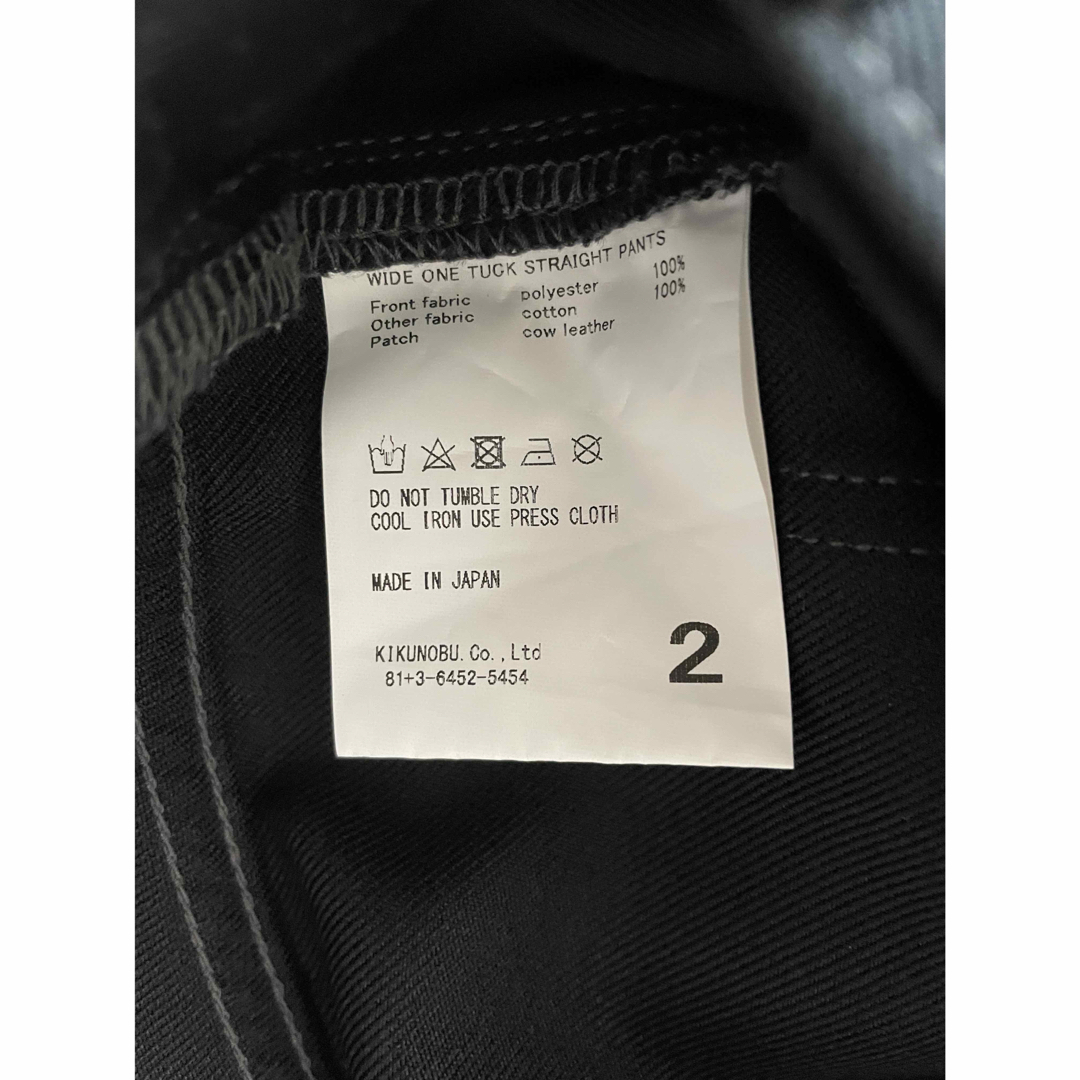 WIDE ONE TUCK STRAIGHT PANTS
Front fabric polyester 100%
Other fabric cotton 100%
Patch cow leather
DO NOT TUMBLE DRY
COOL IRON USE PRESS CLOTH
MADE IN JAPAN
KIKUNOBU.Co.,Ltd
81+3-6452-5454
2